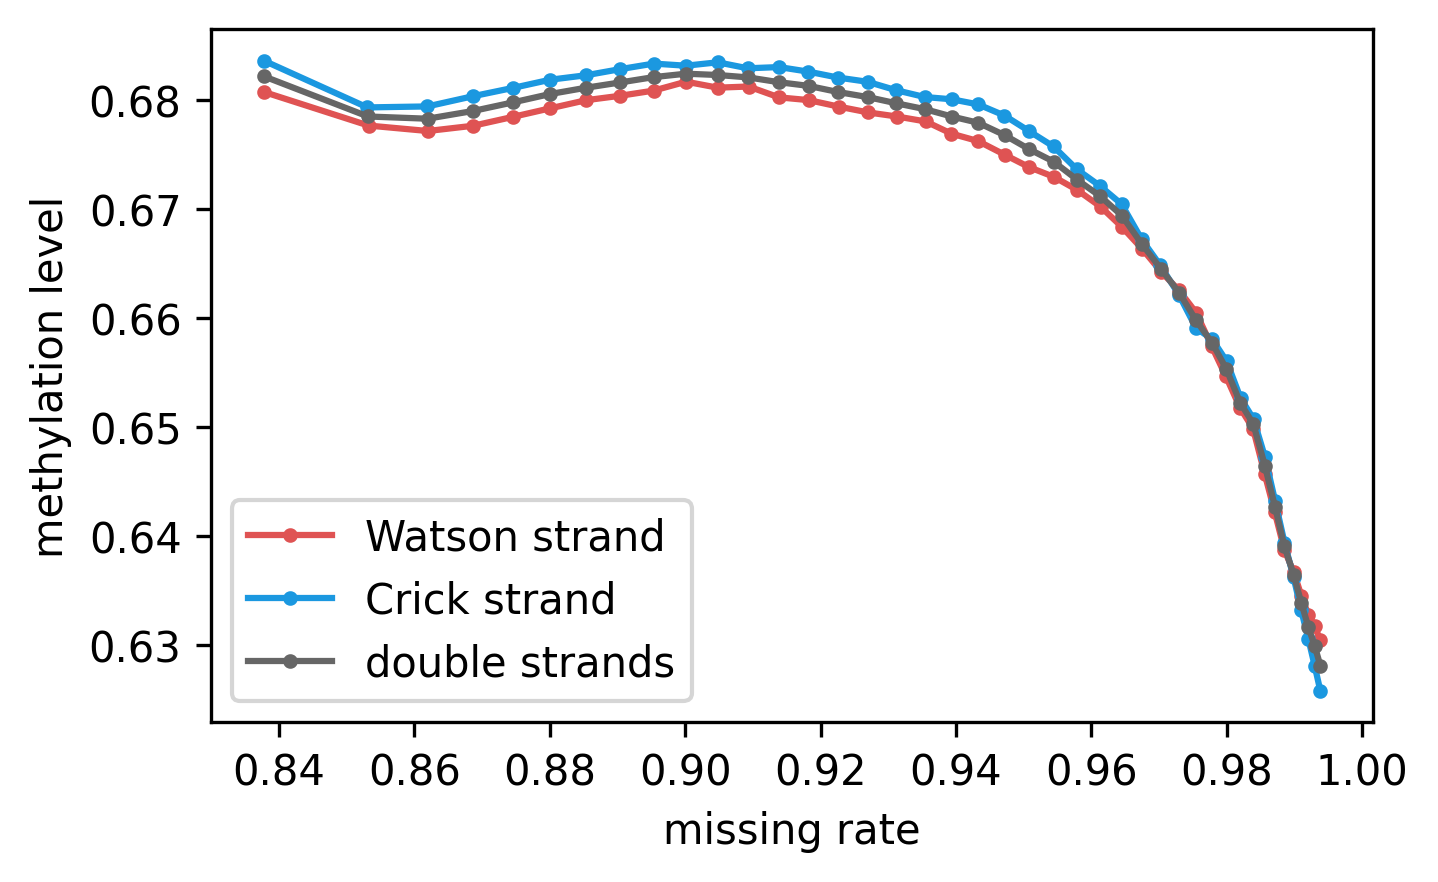 0.68
0.67
0.66
0.65
0.64
0.63
methylation level
Watson strand
Crick strand
double strands
0.84 0.86 0.88 0.90 0.92 0.94 0.96 0.98 1.00
missing rate